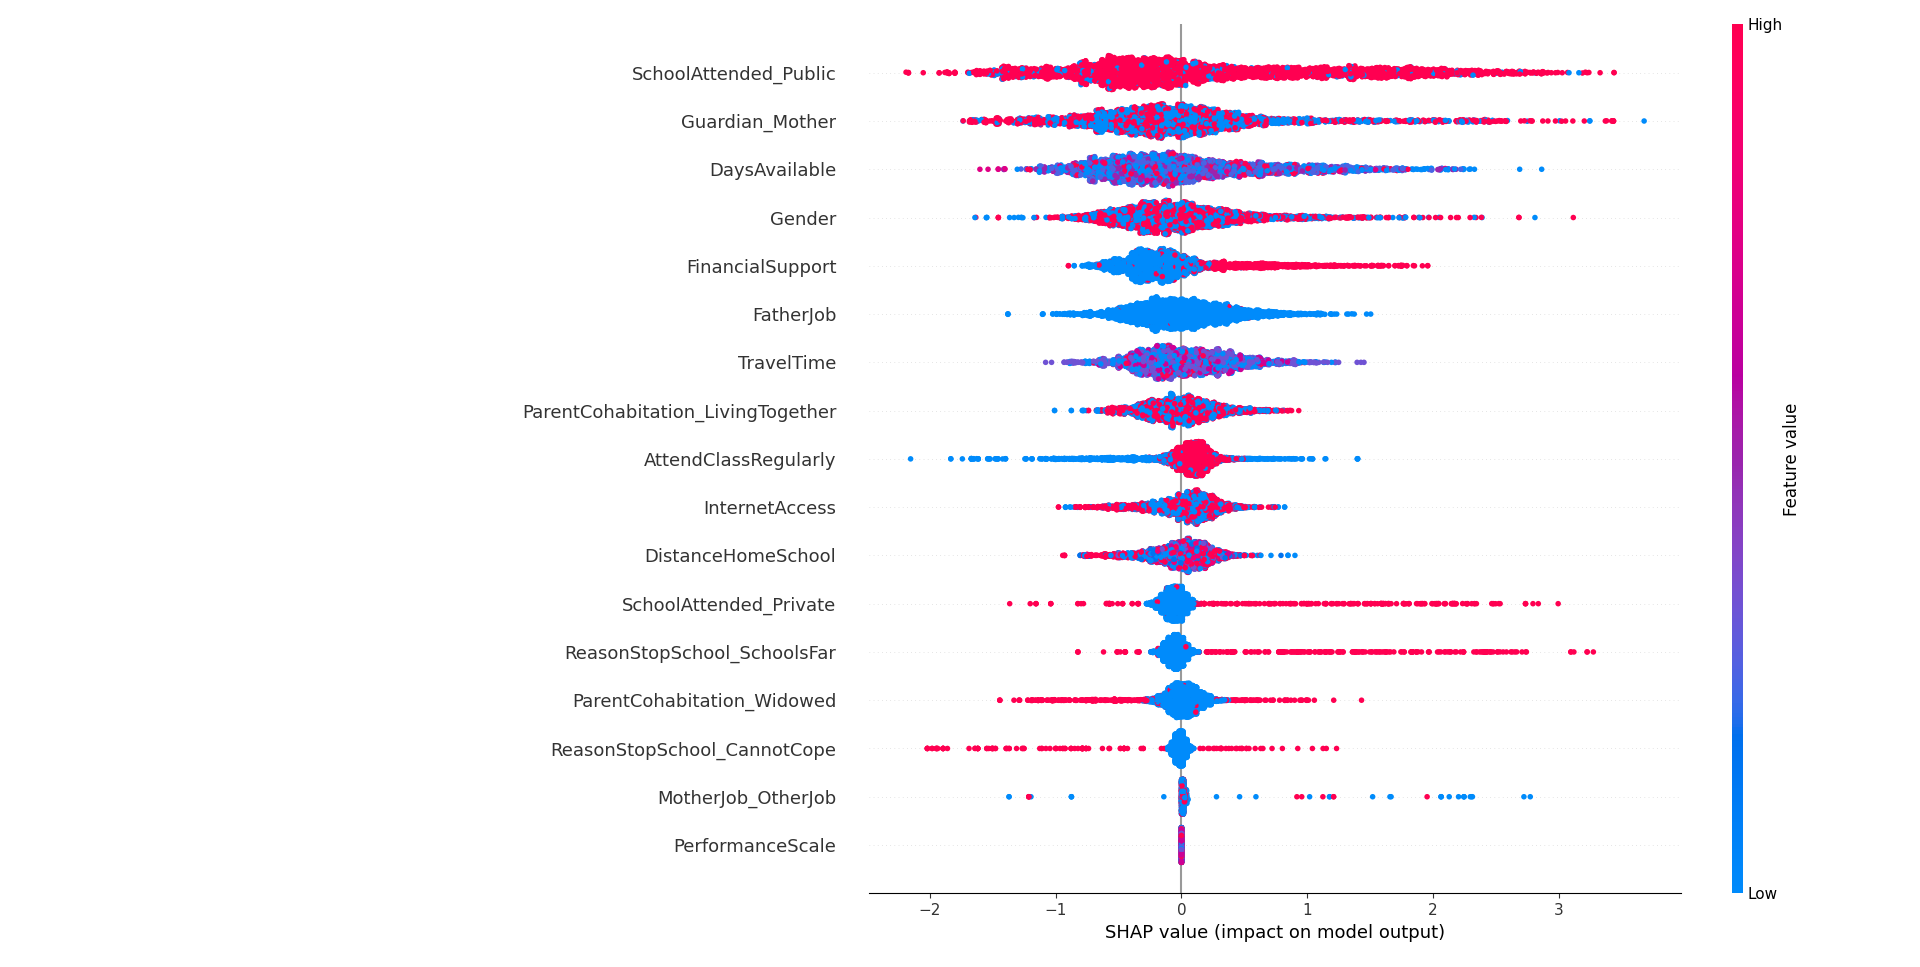 High
SchoolAttended_Public
Guardian_Mother
DaysAvailable
Gender
FinancialSupport
FatherJob
TravelTime
ParentCohabitation_LivingTogether
AttendClassRegularly
InternetAccess
DistanceHomeSchool
SchoolAttended_Private
ReasonStopSchool_SchoolsFar
ParentCohabitation_Widowed
ReasonStopSchool_CannotCope
MotherJob_OtherJob
PerformanceScale
Feature value
Low
−2 −1 0 1 2 3
SHAP value (impact on model output)